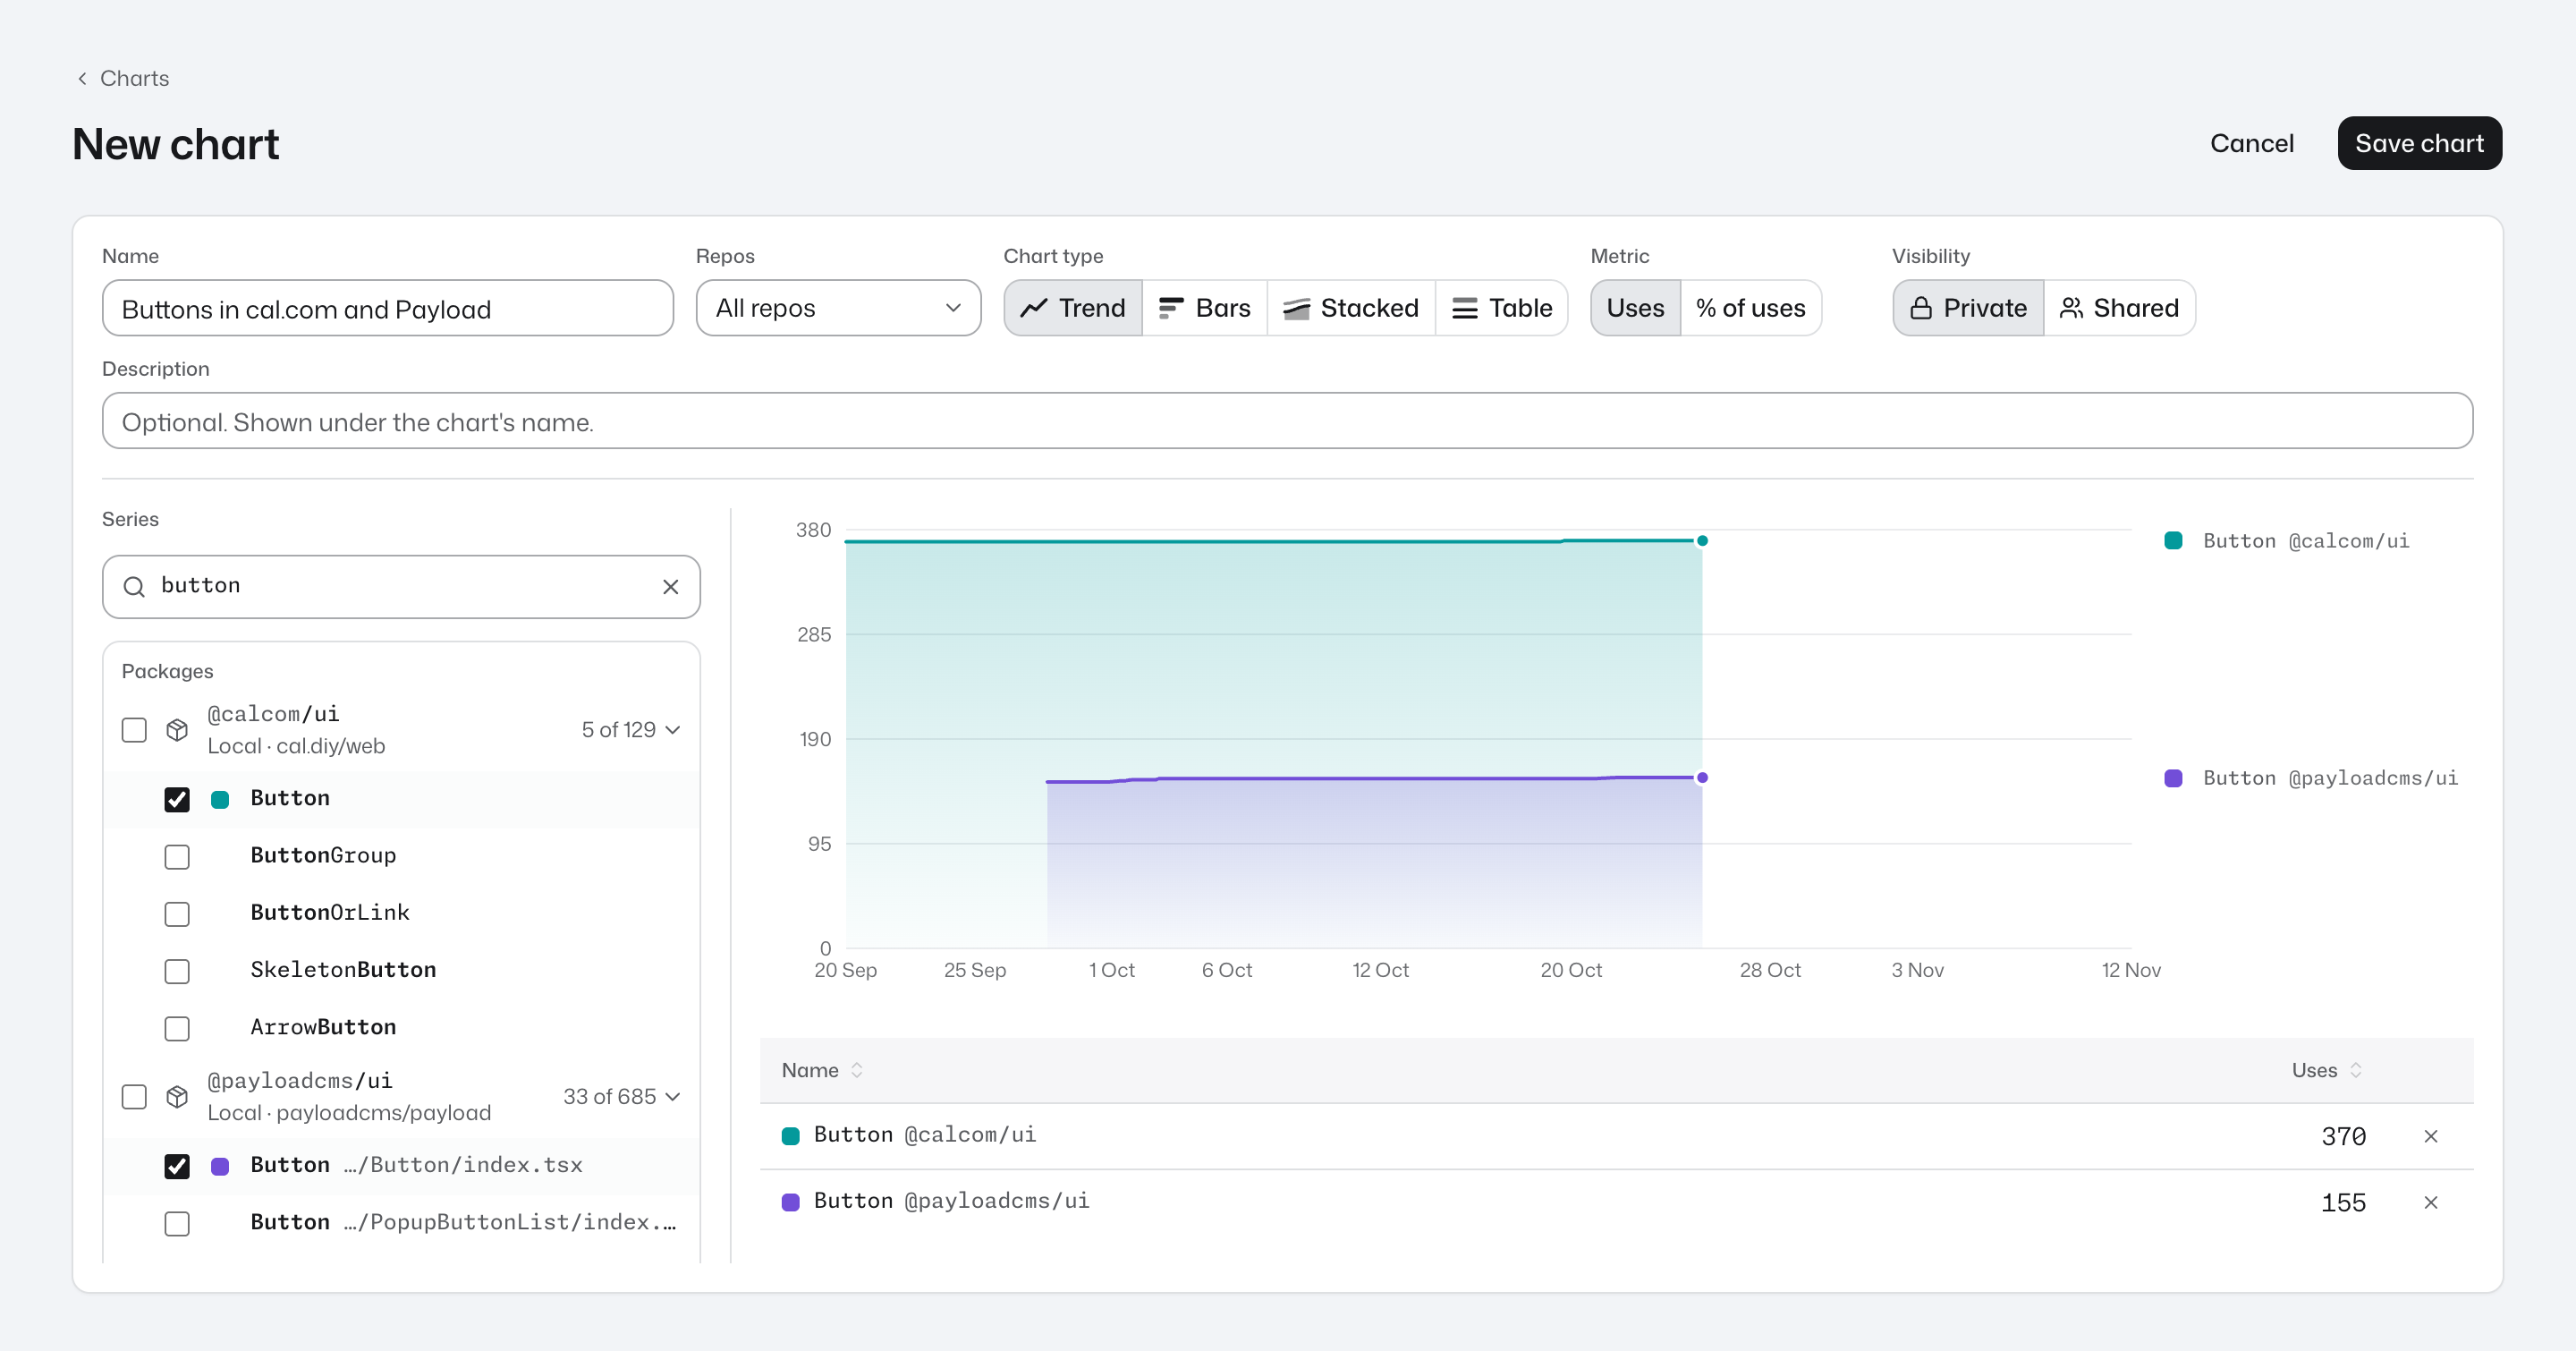 Charts
New chart
Cancel
Save chart
Name
Repos
Chart type
Metric
Visibility
Buttons in cal.com and Payload
All repos
Trend
Bars
Stacked
Table
Uses
% of uses
Private
Shared
Description
Optional. Shown under the chart's name.
Series
button
Packages
@calcom/ui
Local · cal.diy/web
5 of 129
Button
ButtonGroup
ButtonOrLink
SkeletonButton
ArrowButton
@payloadcms/ui
Local · payloadcms/payload
33 of 685
Button …/Button/index.tsx
Button …/PopupButtonList/index.…
380
285
190
95
0
20 Sep
25 Sep
1 Oct
6 Oct
12 Oct
20 Oct
28 Oct
3 Nov
12 Nov
Button @calcom/ui
Button @payloadcms/ui
Name
Uses
Button @calcom/ui
370
Button @payloadcms/ui
155